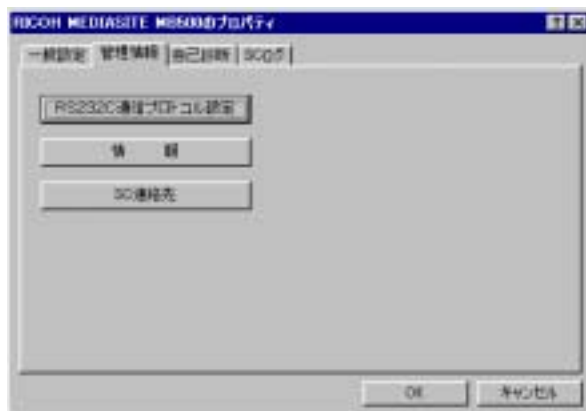 RICOH MEDIASITE MB600のプロパティ
一般設定 管理情報 自己診断 SCログ
RS232C通信プロトコル設定
情 報
SC連絡先
OK キャンセル